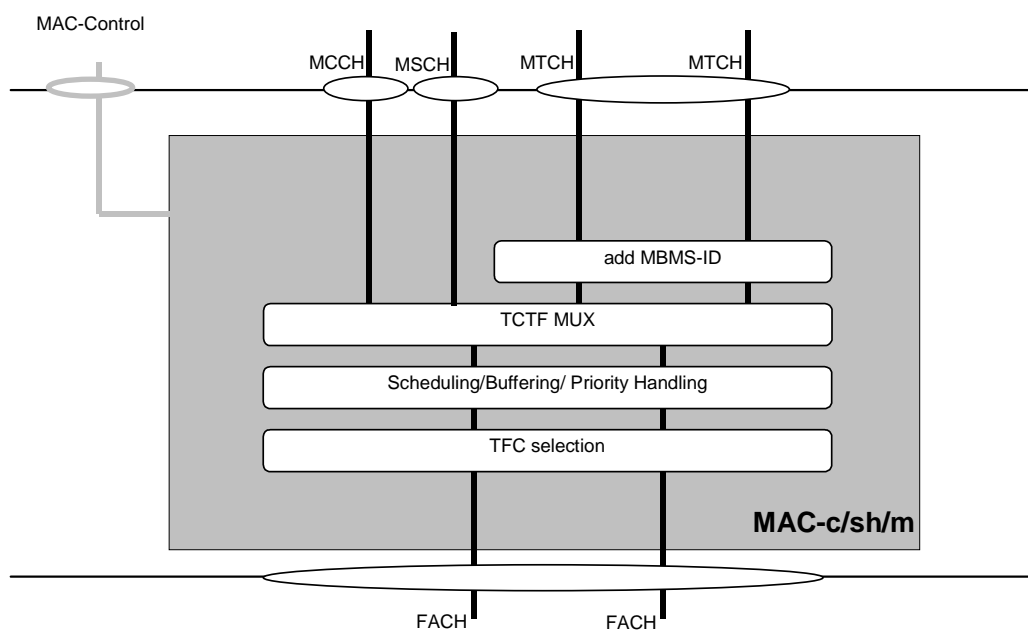 MAC-Control
MCCH
MSCH
MTCH
MTCH
add MBMS-ID
TCTF MUX
Scheduling/Buffering/ Priority Handling
TFC selection
MAC-c/sh/m
FACH
FACH